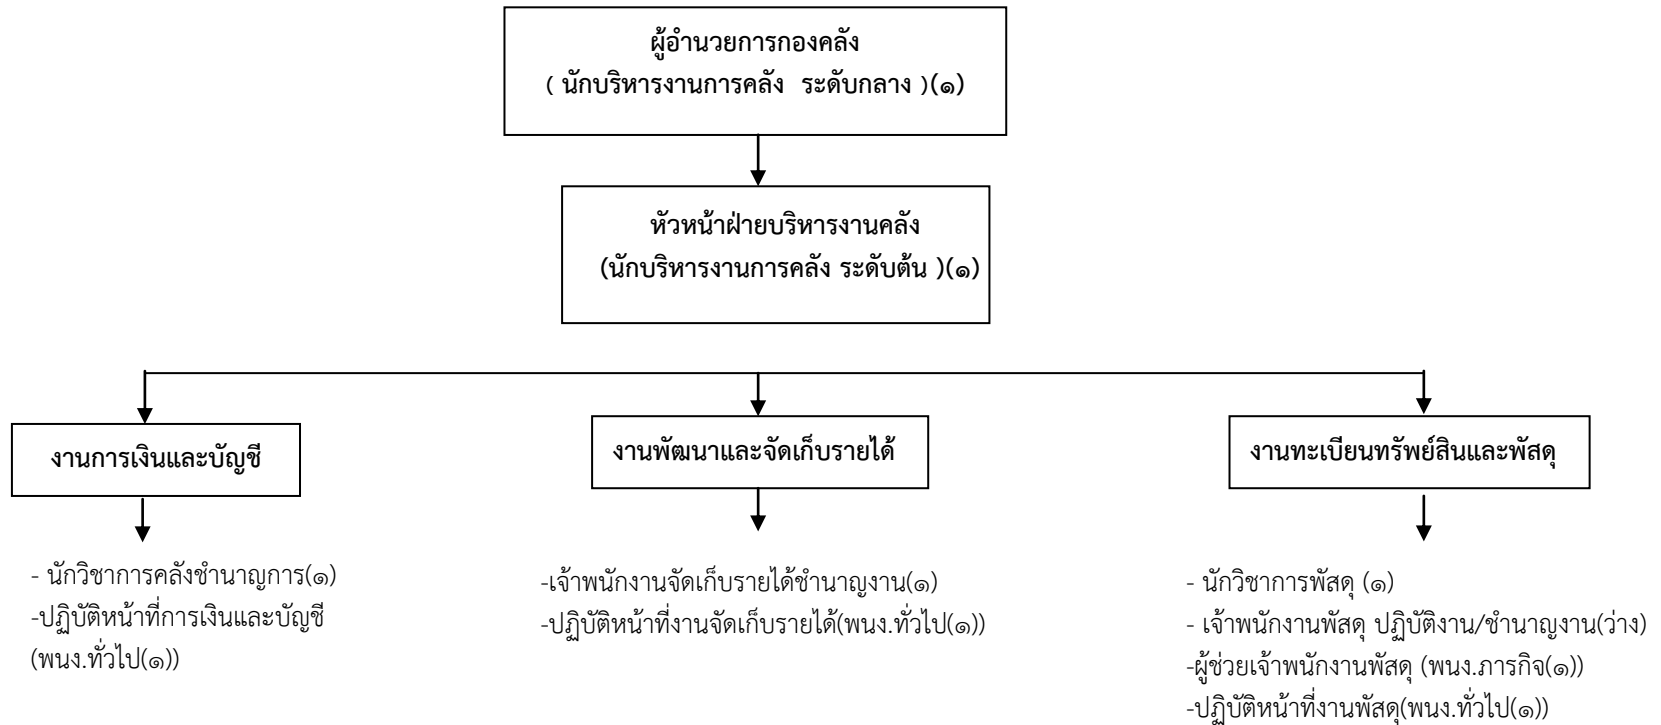 ผู้อำนวยการกองคลัง
( นักบริหารงานการคลัง ระดับกลาง )(๑)
หัวหน้าฝ่ายบริหารงานคลัง
(นักบริหารงานการคลัง ระดับต้น )(๑)
งานการเงินและบัญชี
งานพัฒนาและจัดเก็บรายได้
งานทะเบียนทรัพย์สินและพัสดุ
- นักวิชาการคลังชำนาญการ(๑)
-ปฏิบัติหน้าที่การเงินและบัญชี
(พนง.ทั่วไป(๑))
-เจ้าพนักงานจัดเก็บรายได้ชำนาญงาน(๑)
-ปฏิบัติหน้าที่งานจัดเก็บรายได้(พนง.ทั่วไป(๑))
- นักวิชาการพัสดุ (๑)
- เจ้าพนักงานพัสดุ ปฏิบัติงาน/ชำนาญงาน(ว่าง)
-ผู้ช่วยเจ้าพนักงานพัสดุ (พนง.ภารกิจ(๑))
-ปฏิบัติหน้าที่งานพัสดุ(พนง.ทั่วไป(๑))